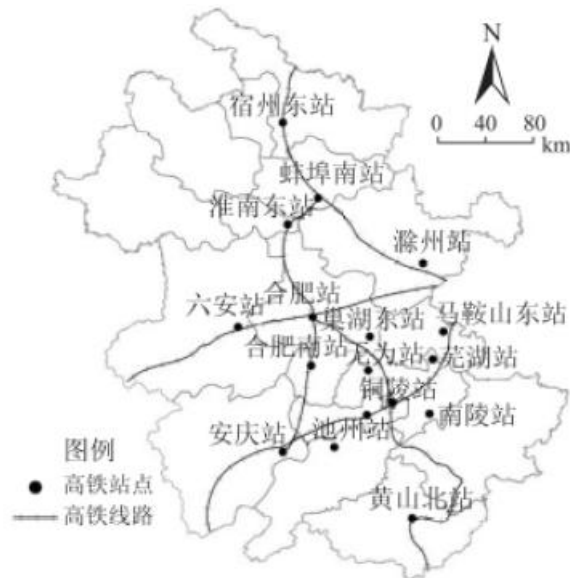 N
0 40 80
km
宿州东站
蚌埠南站
淮南东站
滁州站
合肥站
六安站
巢湖东站
马鞍山东站
合肥南站
无为站
芜湖站
铜陵站
南陵站
池州站
安庆站
黄山北站
图例
高铁站点
高铁线路